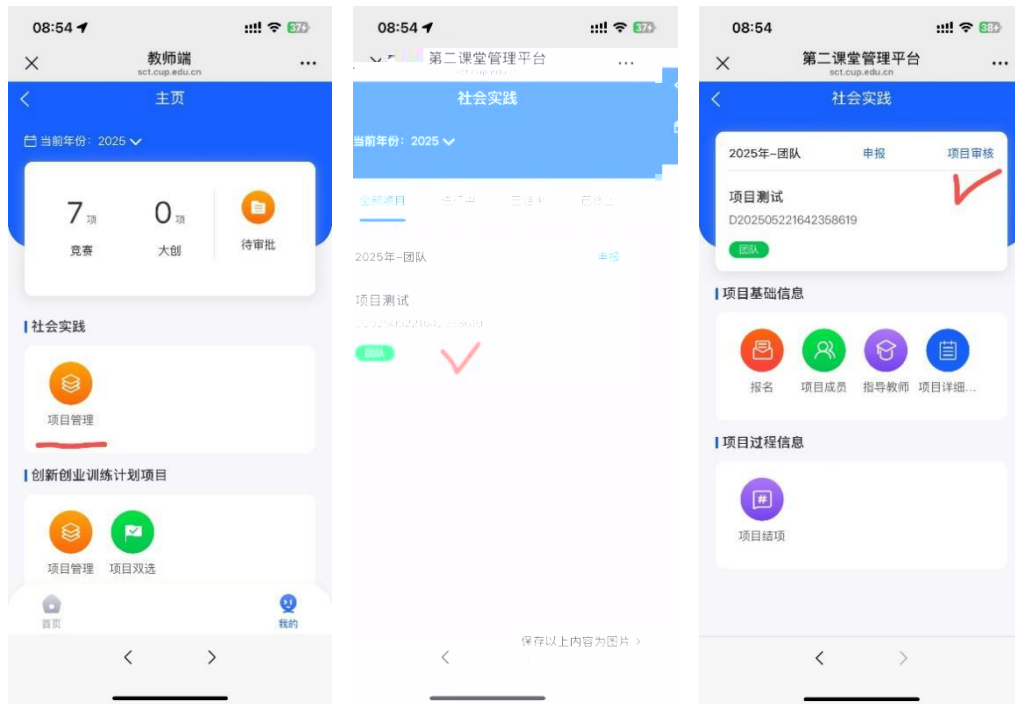 08:54
37
教师端
sct.cup.edu.cn
主页
当前年份：2025
7 项
0 项
竞赛
大创
待审批
社会实践
项目管理
创新创业训练计划项目
项目管理
项目双选
首页
我的
08:54
37
第二课堂管理平台
社会实践
当前年份：2025
全部项目
2025年-团队
申报
项目测试
团队
保存以上内容为图片
08:54
38
第二课堂管理平台
sct.cup.edu.cn
社会实践
2025年-团队
申报
项目审核
项目测试
D202505221642358619
团队
项目基础信息
报名
项目成员
指导教师
项目详细...
项目过程信息
#
项目结项